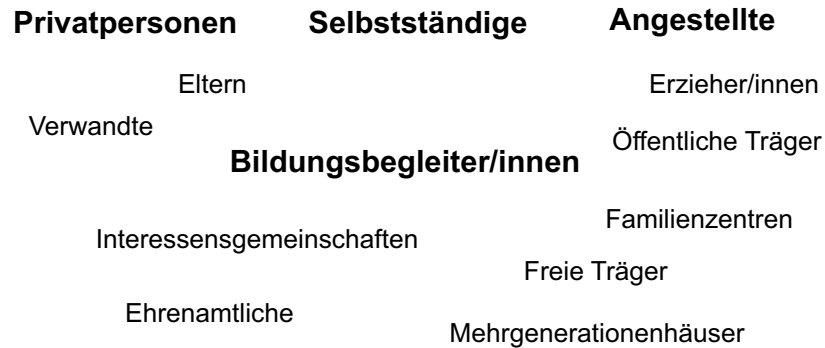 Privatpersonen Selbstständige Angestellte
Eltern Erzieher/innen
Verwandte Öffentliche Träger
Bildungsbegleiter/innen
Familienzentren
Interessensgemeinschaften
Freie Träger
Ehrenamtliche
Mehrgenerationenhäuser